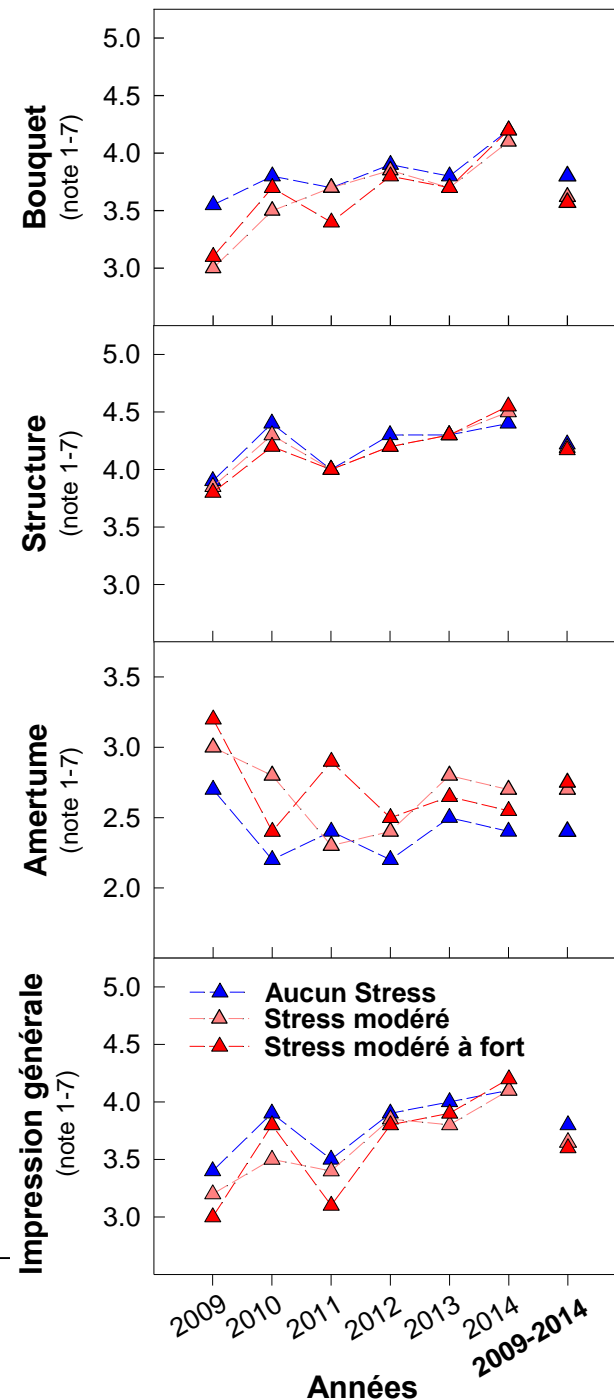 Bouquet
(note 1-7)
5.0
4.5
4.0
3.5
3.0
Structure
(note 1-7)
5.0
4.5
4.0
3.5
3.0
Amertume
(note 1-7)
3.5
3.0
2.5
2.0
Impression générale
(note 1-7)
5.0
4.5
4.0
3.5
3.0
Aucun Stress
Stress modéré
Stress modéré à fort
2009
2010
2011
2012
2013
2014
2009-2014
Années